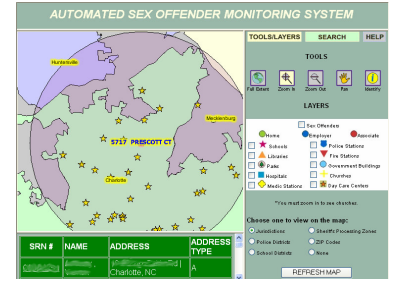 AUTOMATED SEX OFFENDER MONITORING SYSTEM
TOOLS/LAYERS SEARCH HELP
TOOLS
Full Extent Zoom In Zoom Out Pan Identify
LAYERS
Sex Offenders
Home Employer Associate
Schools Police Stations
Libraries Fire Stations
Parks Government Buildings
Hospitals Churches
Medic Stations Day Care Centers
*You must zoom in to see churches.
Choose one to view on the map:
Jurisdictions Sheriffs Processing Zones
Police Districts ZIP Codes
School Districts None
REFRESH MAP
Huntersville
Mecklenburg
5717 PRESCOTT CT
Charlotte
SRN # NAME ADDRESS ADDRESS TYPE
Charlotte, NC A